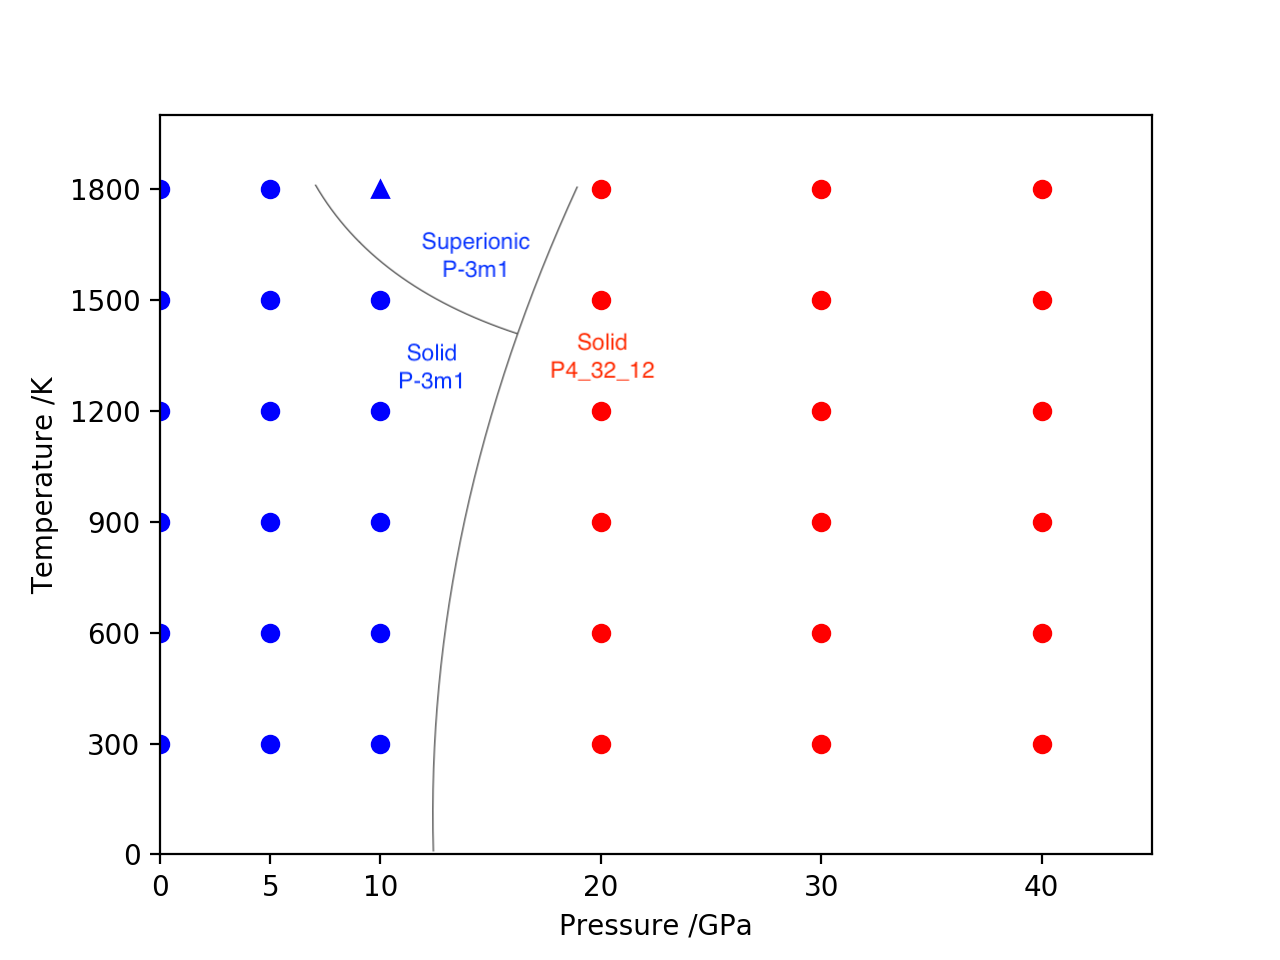 1800
1500
1200
900
600
300
0
Temperature /K
Superionic
P-3m1
Solid
P-3m1
Solid
P4_32_12
0 5 10 20 30 40
Pressure /GPa